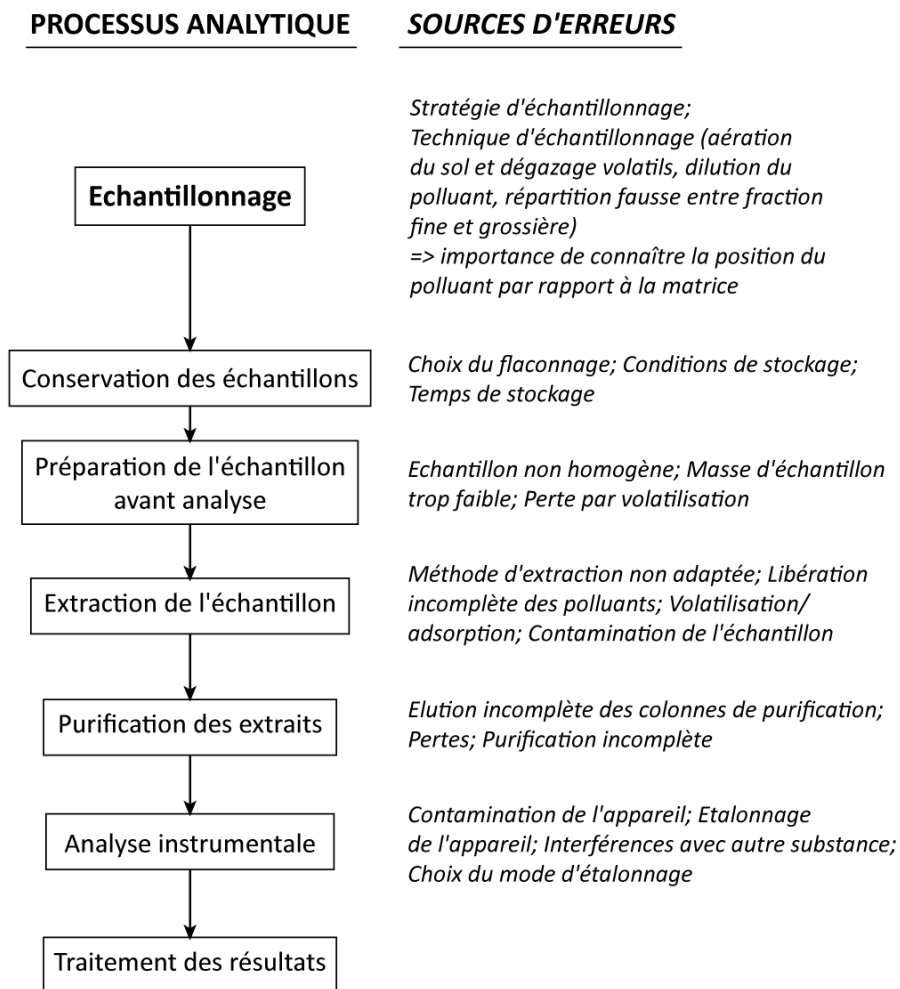 PROCESSUS ANALYTIQUE
SOURCES D'ERREURS
Echantillonnage
Stratégie d'échantillonnage;
Technique d'échantillonnage (aération
du sol et dégazage volatils, dilution du
polluant, répartition fausse entre fraction
fine et grossière)
=> importance de connaître la position du
polluant par rapport à la matrice
Conservation des échantillons
Choix du flaconnage; Conditions de stockage;
Temps de stockage
Préparation de l'échantillon
avant analyse
Echantillon non homogène; Masse d'échantillon
trop faible; Perte par volatilisation
Extraction de l'échantillon
Méthode d'extraction non adaptée; Libération
incomplète des polluants; Volatilisation/
adsorption; Contamination de l'échantillon
Purification des extraits
Elution incomplète des colonnes de purification;
Pertes; Purification incomplète
Analyse instrumentale
Contamination de l'appareil; Etalonnage
de l'appareil; Interférences avec autre substance;
Choix du mode d'étalonnage
Traitement des résultats